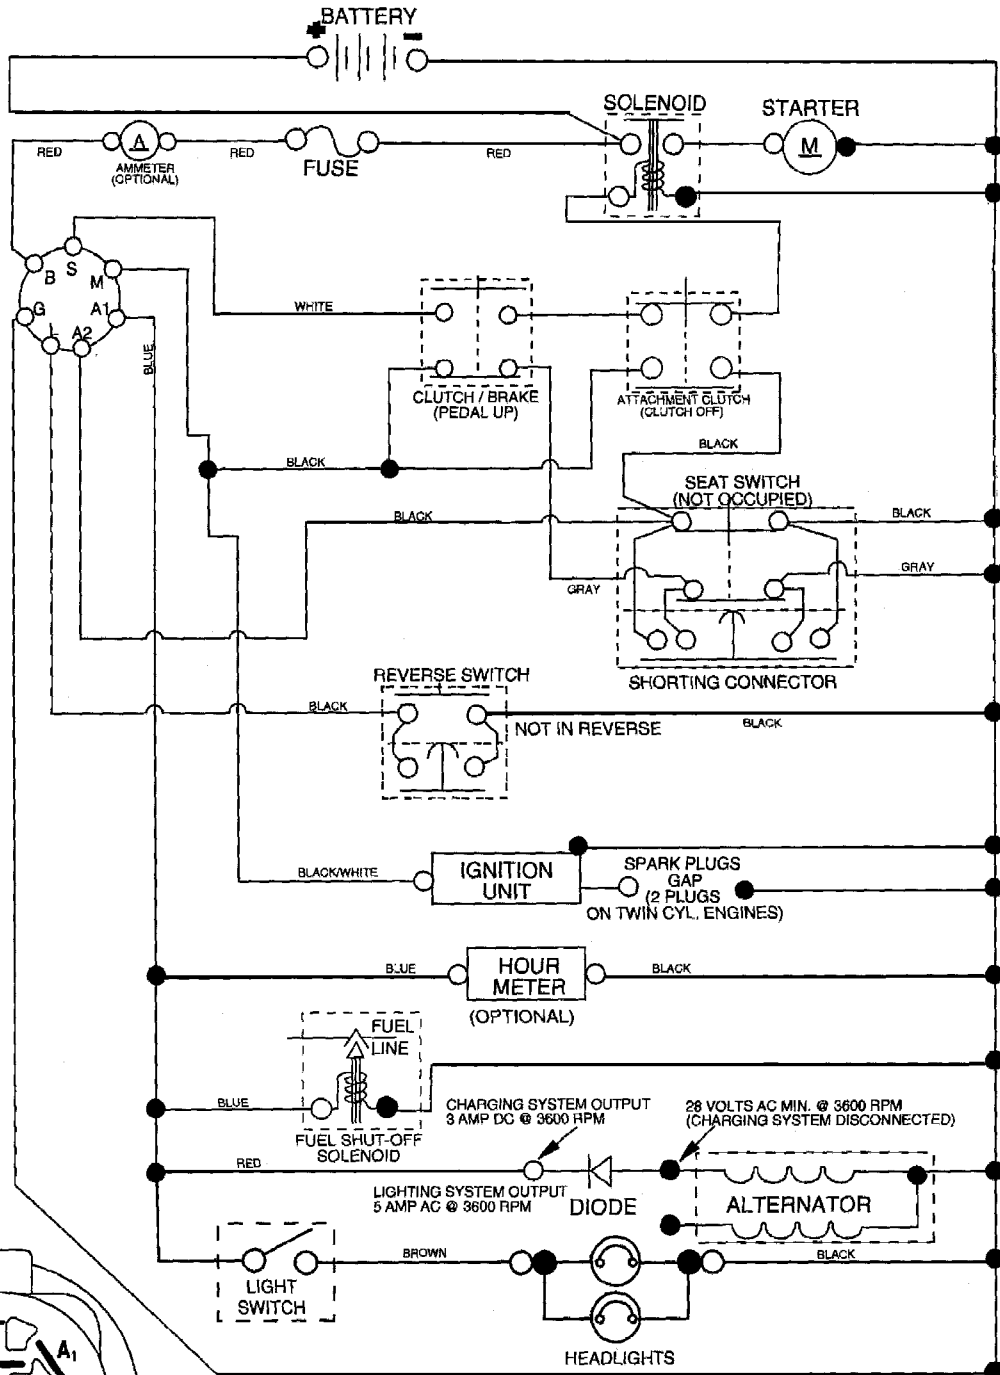 BATTERY
SOLENOID
STARTER
A
M
RED
RED
RED
AMMETER
(OPTIONAL)
FUSE
B
S
M
G
A1
L
A2
BLUE
WHITE
CLUTCH / BRAKE
(PEDAL UP)
ATTACHMENT CLUTCH
(CLUTCH OFF)
BLACK
BLACK
SEAT SWITCH
(NOT OCCUPIED)
BLACK
BLACK
GRAY
GRAY
SHORTING CONNECTOR
REVERSE SWITCH
BLACK
NOT IN REVERSE
BLACK
BLACK/WHITE
IGNITION
UNIT
SPARK PLUGS
GAP
(2 PLUGS
ON TWIN CYL. ENGINES)
BLUE
HOUR
METER
BLACK
(OPTIONAL)
FUEL
LINE
BLUE
FUEL SHUT-OFF
SOLENOID
CHARGING SYSTEM OUTPUT
3 AMP DC @ 3600 RPM
28 VOLTS AC MIN. @ 3600 RPM
(CHARGING SYSTEM DISCONNECTED)
RED
LIGHTING SYSTEM OUTPUT
5 AMP AC @ 3600 RPM
DIODE
ALTERNATOR
LIGHT
SWITCH
BROWN
BLACK
HEADLIGHTS
A1